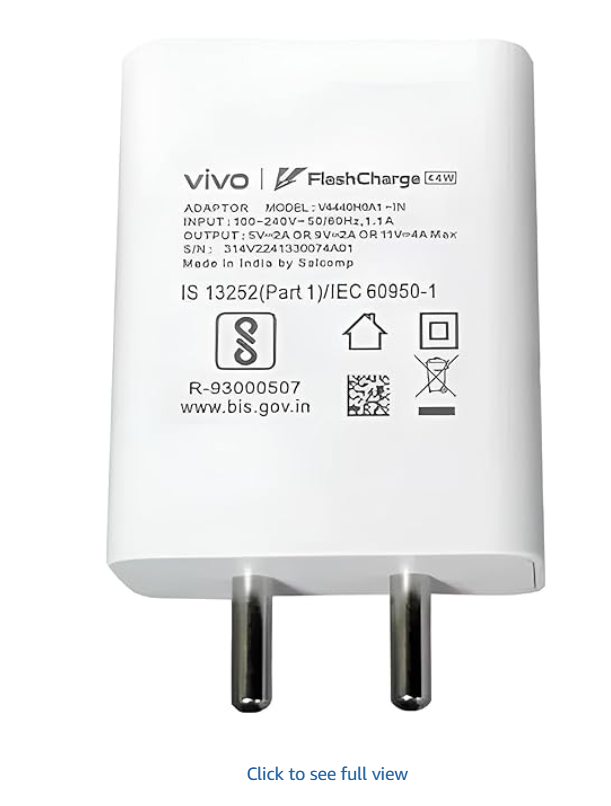 vivo | FlashCharge 44W
ADAPTOR MODEL: V4440H0A1-IN
INPUT: 100-240V~50/60Hz, 1.1A
OUTPUT: 5V⎓2A OR 9V⎓2A OR 11V⎓4A Max
S/N: 314V2241330074A01
Made in India by Salcomp
IS 13252(Part 1)/IEC 60950-1
R-93000507
www.bis.gov.in
Click to see full view